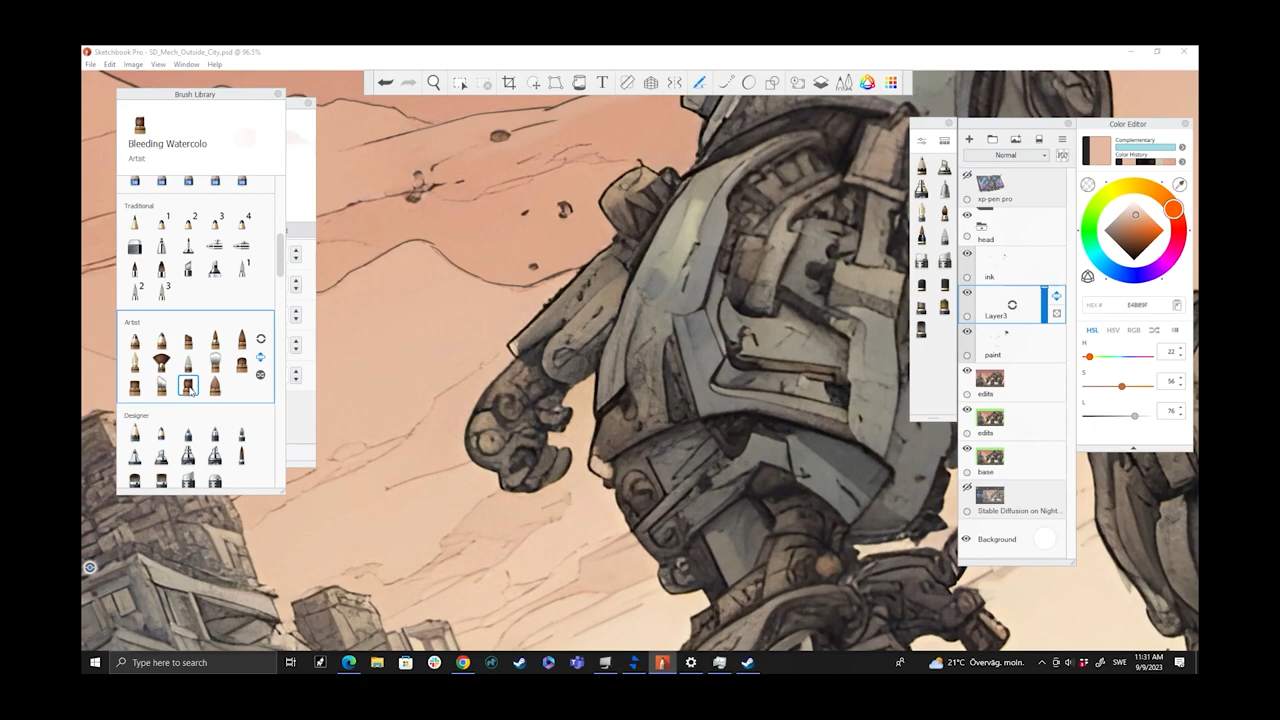 Sketchbook Pro - SD_Mech_Outside_City.psd @ 96.5%
File Edit Image View Window Help
Brush Library
Bleeding Watercolo
Artist
Traditional
1 2 3 4
1
2 3
Artist
Designer
Normal
xp-pen pro
head
ink
Layer3
paint
edits
edits
base
Stable Diffusion on Night...
Background
Color Editor
Complementary
Color History
HEX # E4B89F
HSL HSV RGB
H 22
S 56
L 76
Type here to search
21°C Överväg. moln.
SWE
11:31 AM
9/9/2023